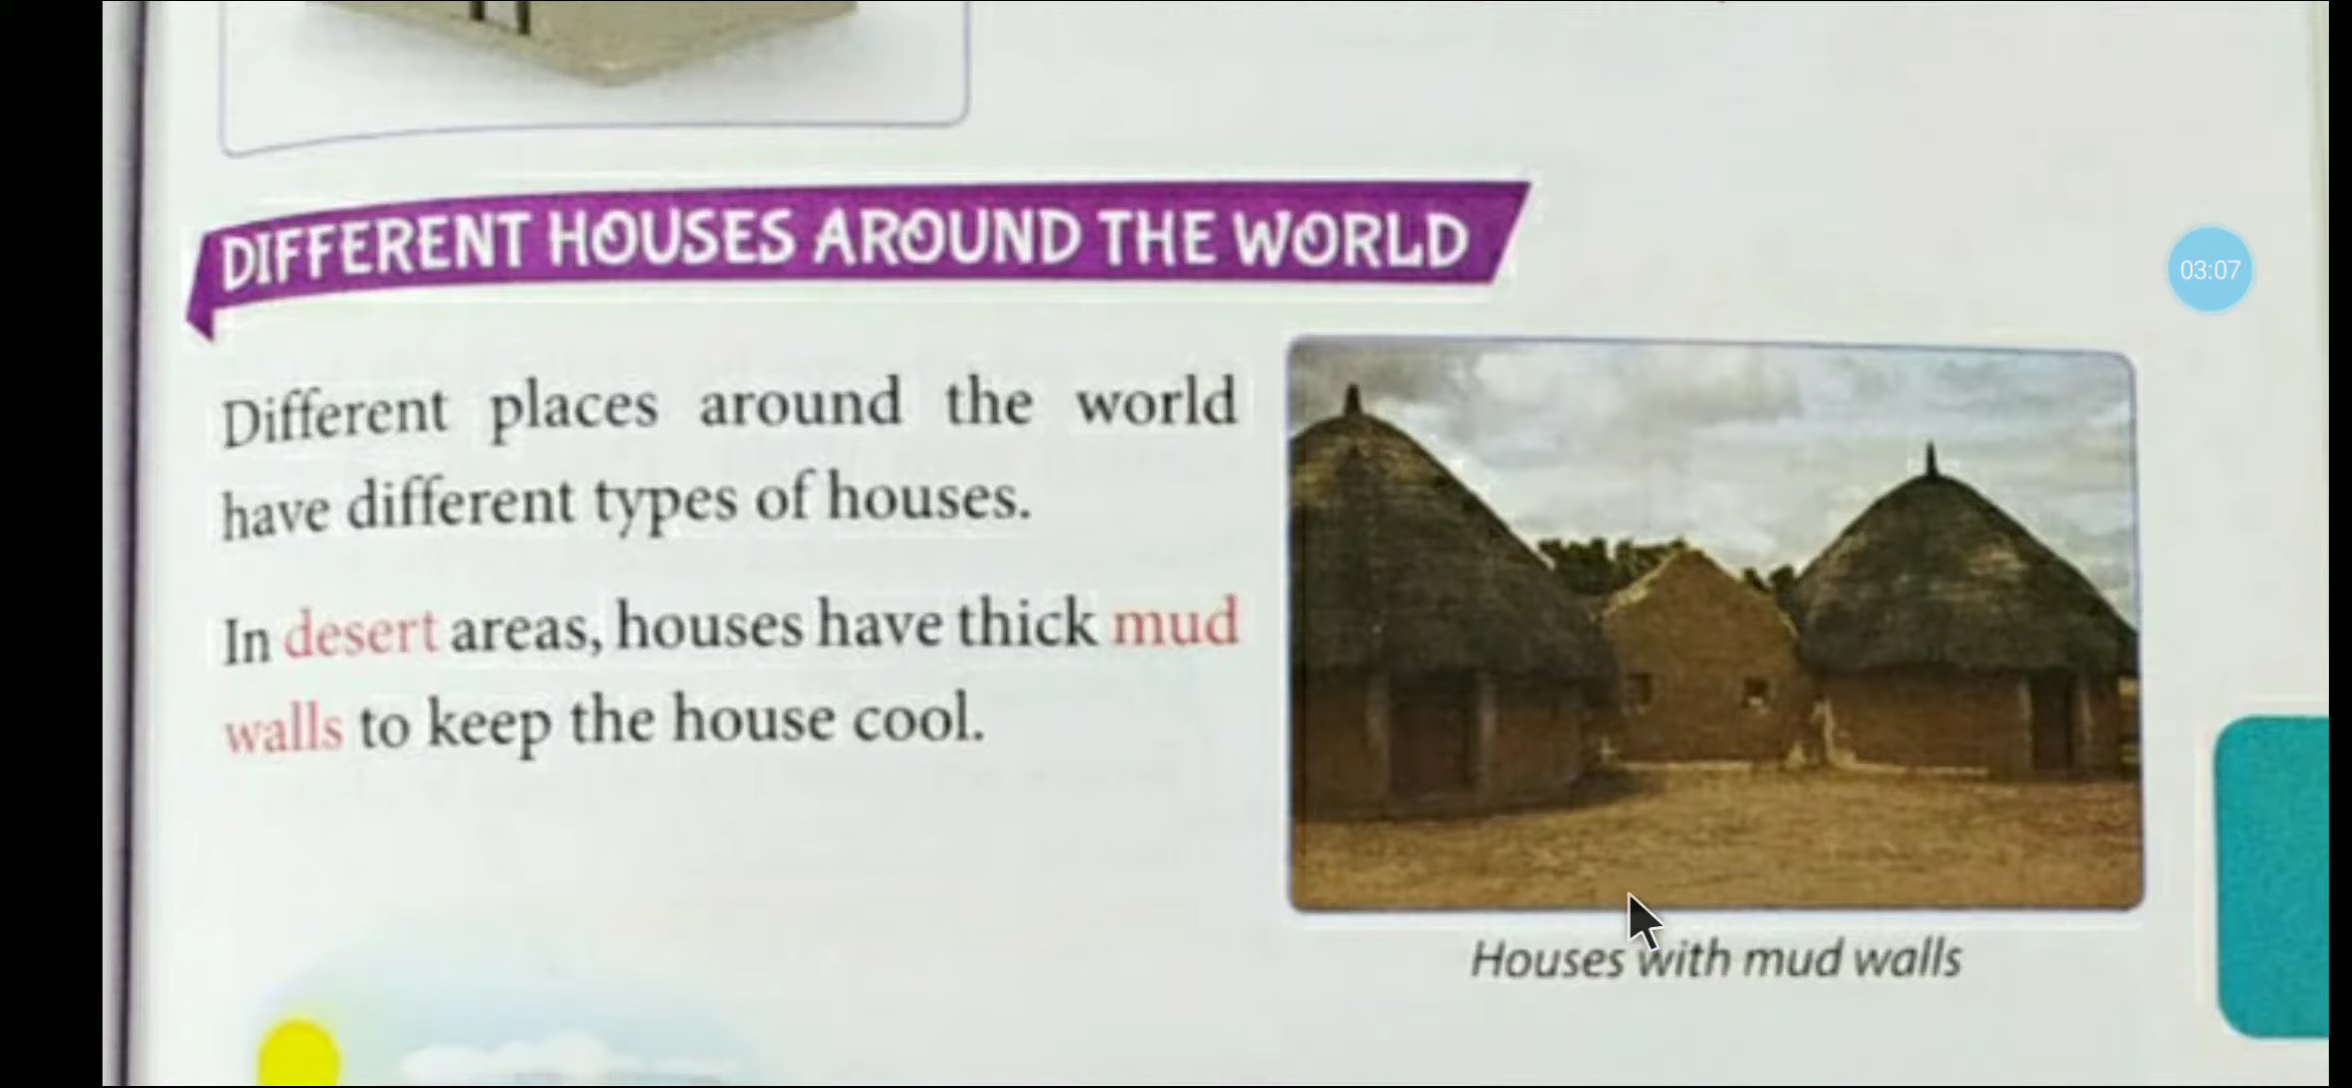 DIFFERENT HOUSES AROUND THE WORLD
03:07
Different places around the world
have different types of houses.
In desert areas, houses have thick mud
walls to keep the house cool.
Houses with mud walls